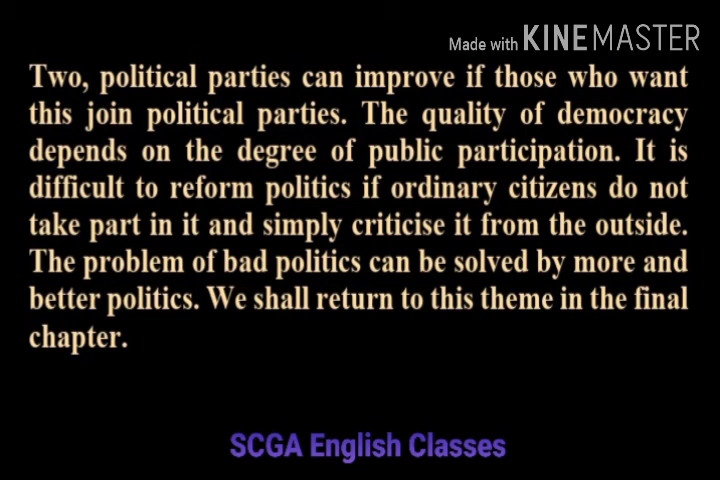 Made with KINEMASTER
Two, political parties can improve if those who want
this join political parties. The quality of democracy
depends on the degree of public participation. It is
difficult to reform politics if ordinary citizens do not
take part in it and simply criticise it from the outside.
The problem of bad politics can be solved by more and
better politics. We shall return to this theme in the final
chapter.
SCGA English Classes